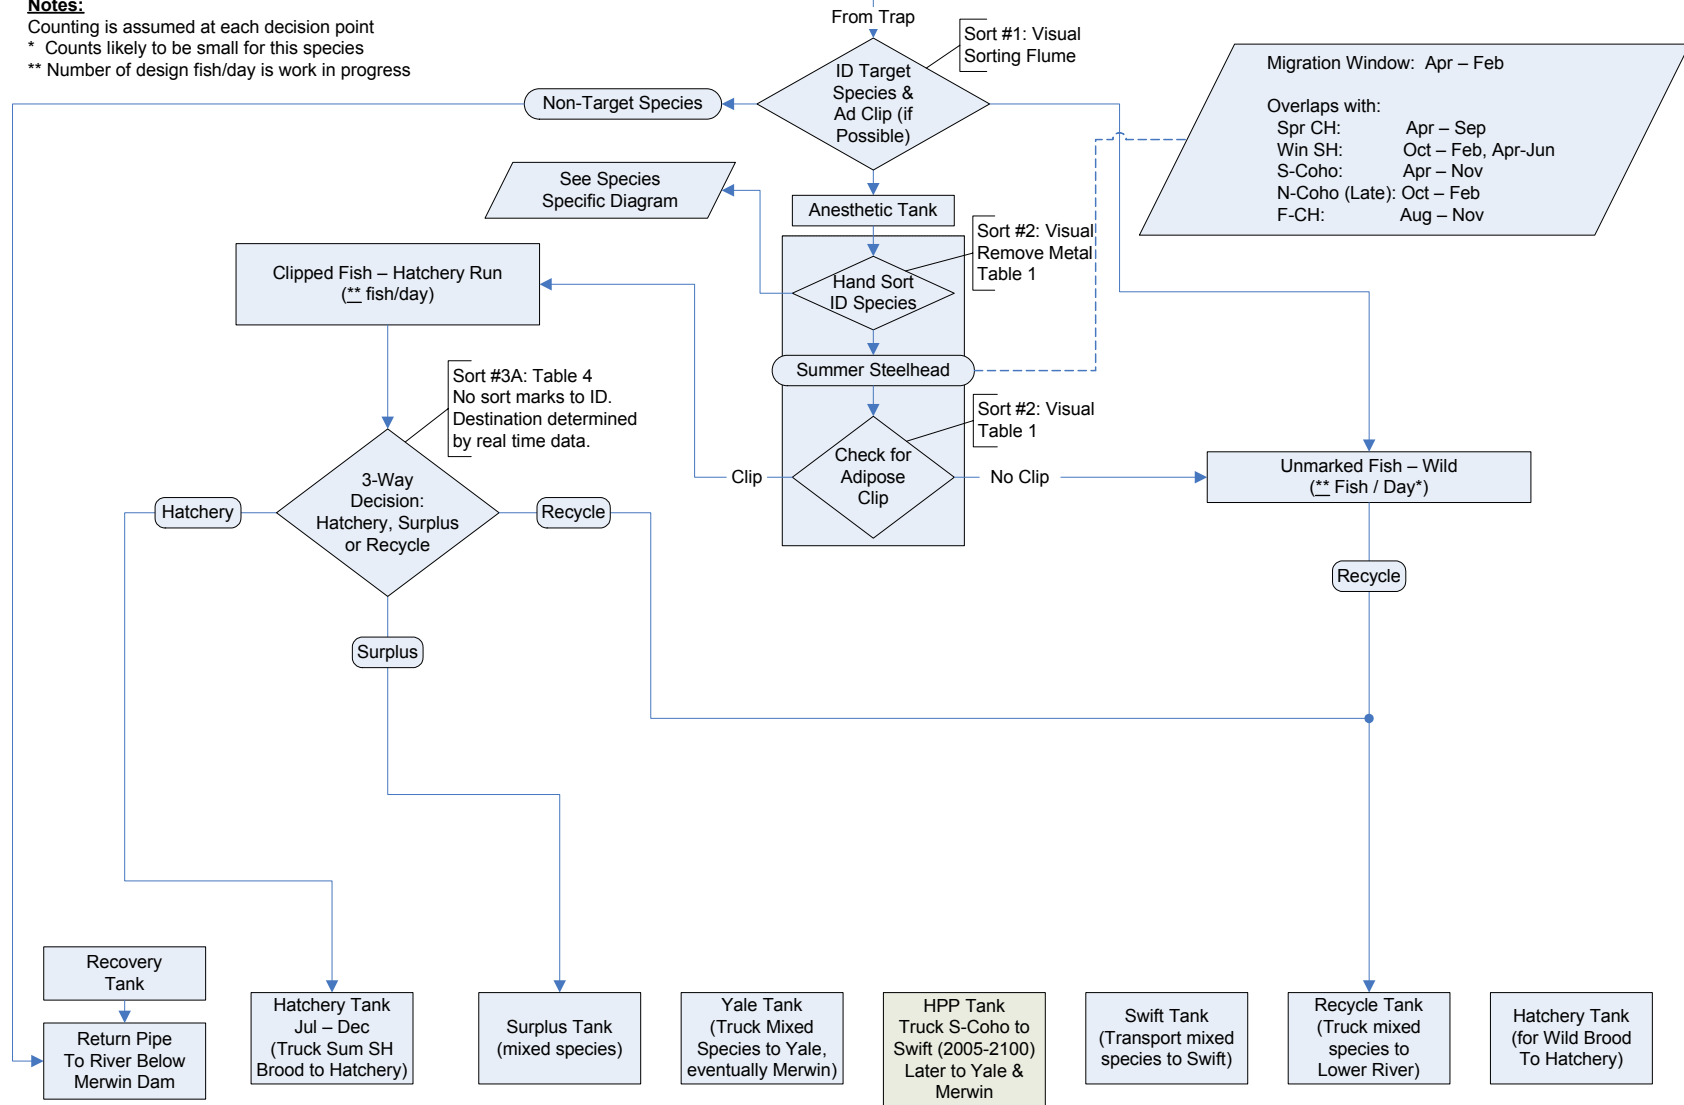 Notes:
Counting is assumed at each decision point
* Counts likely to be small for this species
** Number of design fish/day is work in progress
From Trap
Sort #1: Visual
Sorting Flume
ID Target
Species &
Ad Clip (if
Possible)
Non-Target Species
Migration Window: Apr – Feb
Overlaps with:
Spr CH: Apr – Sep
Win SH: Oct – Feb, Apr-Jun
S-Coho: Apr – Nov
N-Coho (Late): Oct – Feb
F-CH: Aug – Nov
See Species
Specific Diagram
Anesthetic Tank
Sort #2: Visual
Remove Metal
Table 1
Hand Sort
ID Species
Clipped Fish – Hatchery Run
(** fish/day)
Summer Steelhead
Sort #3A: Table 4
No sort marks to ID.
Destination determined
by real time data.
Sort #2: Visual
Table 1
Check for
Adipose
Clip
Clip
No Clip
Unmarked Fish – Wild
(** Fish / Day*)
3-Way
Decision:
Hatchery, Surplus
or Recycle
Hatchery
Recycle
Recycle
Surplus
Recovery
Tank
Return Pipe
To River Below
Merwin Dam
Hatchery Tank
Jul – Dec
(Truck Sum SH
Brood to Hatchery)
Surplus Tank
(mixed species)
Yale Tank
(Truck Mixed
Species to Yale,
eventually Merwin)
HPP Tank
Truck S-Coho to
Swift (2005-2100)
Later to Yale &
Merwin
Swift Tank
(Transport mixed
species to Swift)
Recycle Tank
(Truck mixed
species to
Lower River)
Hatchery Tank
(for Wild Brood
To Hatchery)